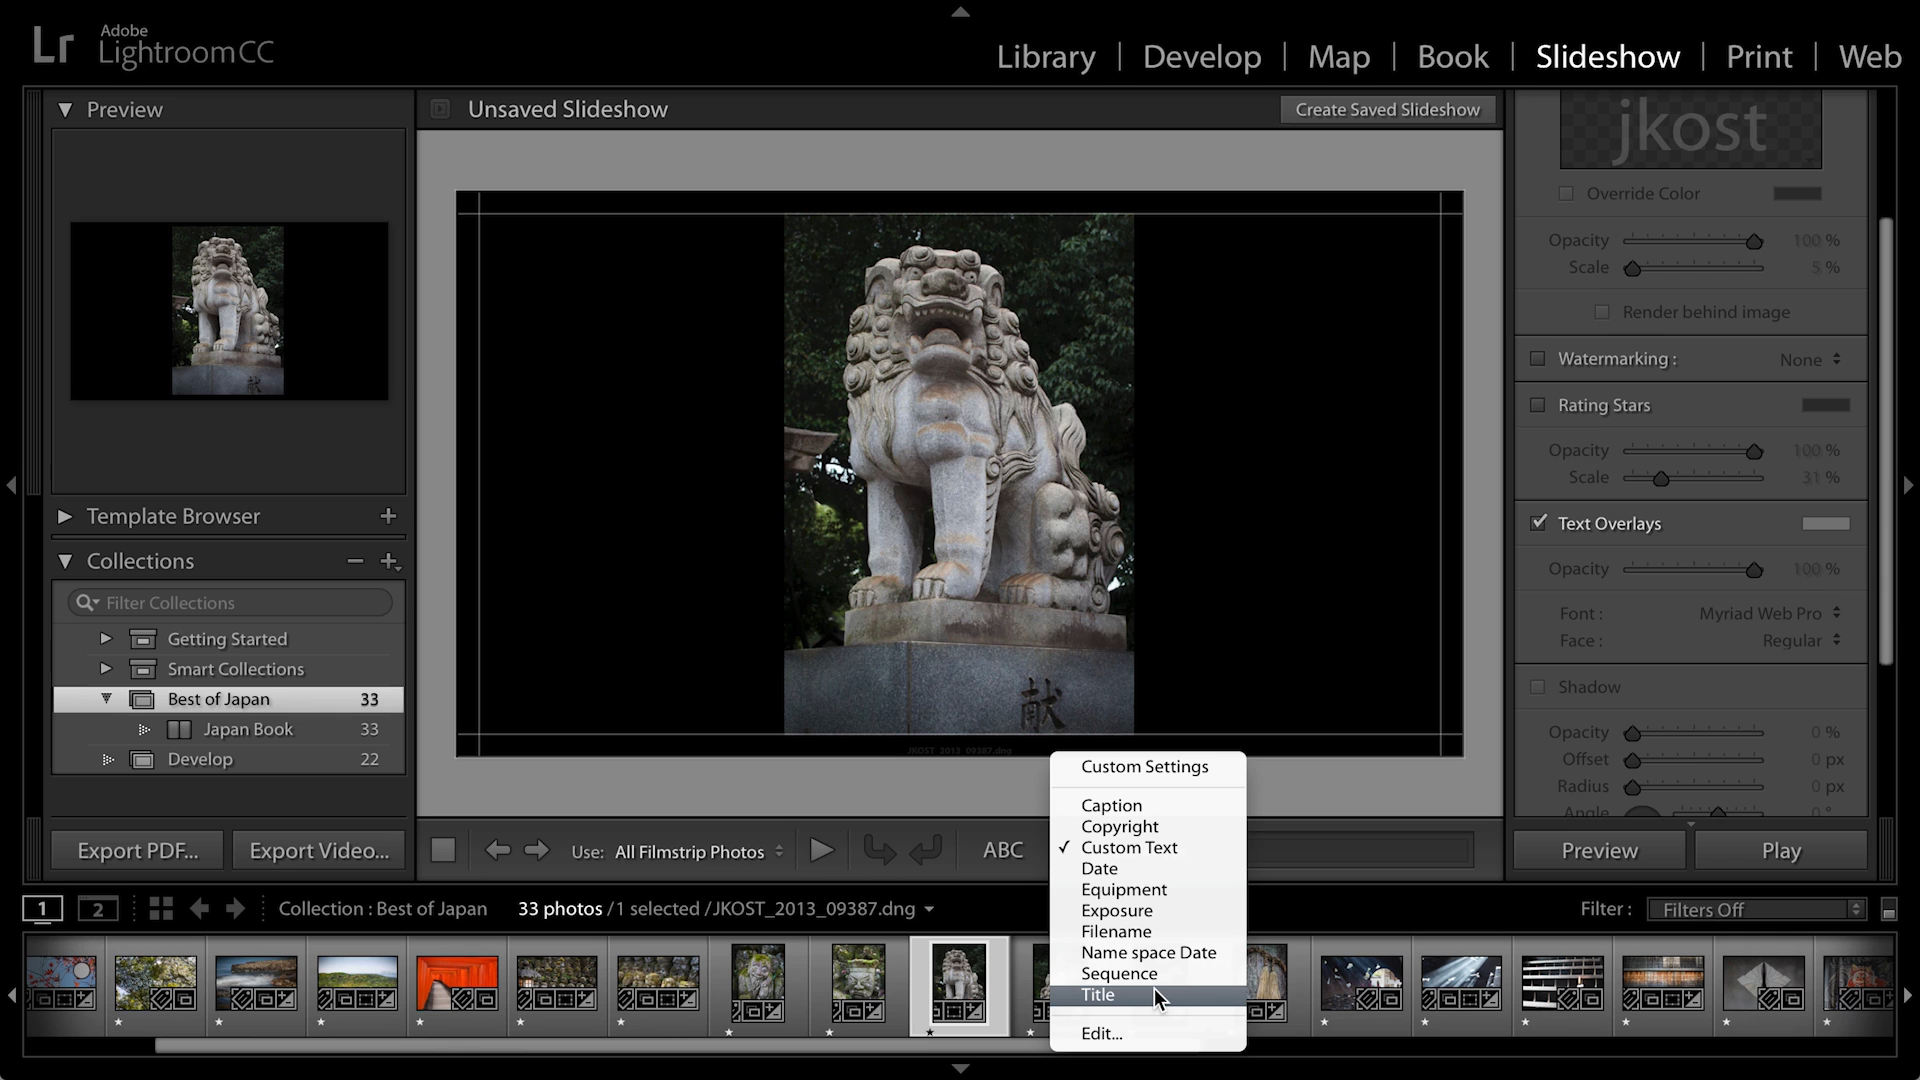 Lr Adobe
Lightroom CC
Library | Develop | Map | Book | Slideshow | Print | Web
Preview
Unsaved Slideshow
Create Saved Slideshow
jkost
Override Color
Opacity 100 %
Scale 5 %
Render behind image
Watermarking : None
Rating Stars
Opacity 100 %
Scale 31 %
Template Browser
Text Overlays
Collections
Opacity 100 %
Filter Collections
Font : Myriad Web Pro
Getting Started
Face : Regular
Smart Collections
Best of Japan 33
Shadow
Japan Book 33
献
Opacity 0 %
Develop 22
JKOST_2013_09387.dng
Offset 0 px
Radius 0 px
Angle 0 °
Custom Settings
Caption
Copyright
✓ Custom Text
Date
Equipment
Exposure
Filename
Name space Date
Sequence
Title
Edit...
Export PDF...
Export Video...
Use: All Filmstrip Photos
ABC
Preview
Play
1
2
Collection : Best of Japan
33 photos / 1 selected / JKOST_2013_09387.dng
Filter : Filters Off